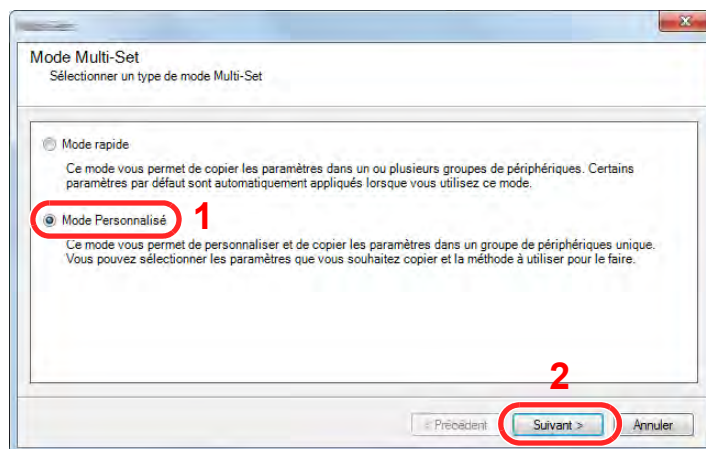 Mode Multi-Set
Sélectionner un type de mode Multi-Set
Mode rapide
Ce mode vous permet de copier les paramètres dans un ou plusieurs groupes de périphériques. Certains
paramètres par défaut sont automatiquement appliqués lorsque vous utilisez ce mode.
Mode Personnalisé 1
Ce mode vous permet de personnaliser et de copier les paramètres dans un groupe de périphériques unique.
Vous pouvez sélectionner les paramètres que vous souhaitez copier et la méthode à utiliser pour le faire.
2
< Précédent Suivant > Annuler